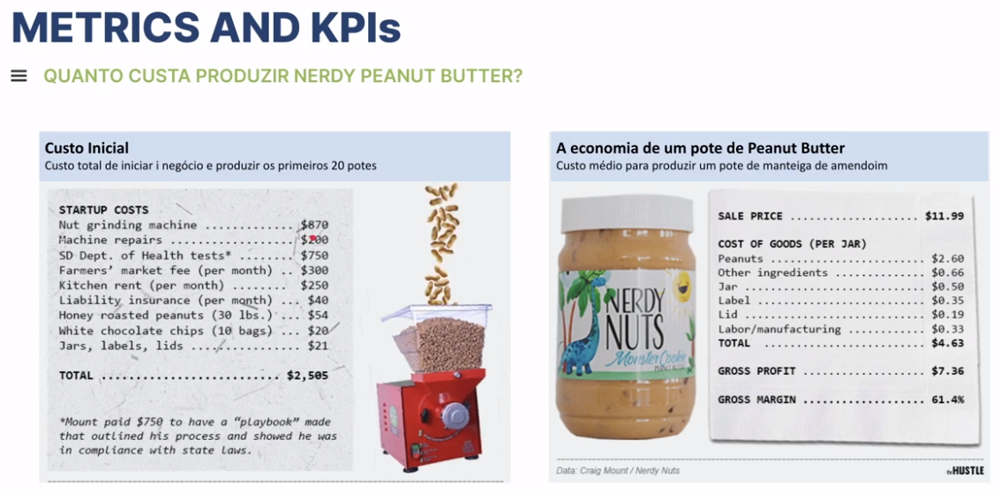 METRICS AND KPIs
QUANTO CUSTA PRODUZIR NERDY PEANUT BUTTER?
Custo Inicial
Custo total de iniciar i negócio e produzir os primeiros 20 potes
STARTUP COSTS
Nut grinding machine ............. $870
Machine repairs .................. $200
SD Dept. of Health tests* ........ $750
Farmers' market fee (per month) .. $300
Kitchen rent (per month) ........ $250
Liability insurance (per month) ... $40
Honey roasted peanuts (30 lbs.) ... $54
White chocolate chips (10 bags) ... $20
Jars, labels, lids ................ $21
TOTAL ........................ $2,505
*Mount paid $750 to have a "playbook" made
that outlined his process and showed he was
in compliance with state laws.
A economia de um pote de Peanut Butter
Custo médio para produzir um pote de manteiga de amendoim
NERDY
NUTS
Monster Cookie
PEANUT BUTTER
SALE PRICE ................... $11.99
COST OF GOODS (PER JAR)
Peanuts ....................... $2.60
Other ingredients ............. $0.66
Jar ........................... $0.50
Label ......................... $0.35
Lid ........................... $0.19
Labor/manufacturing ........... $0.33
TOTAL ........................ $4.63
GROSS PROFIT .................. $7.36
GROSS MARGIN .................. 61.4%
Data: Craig Mount / Nerdy Nuts
the HUSTLE